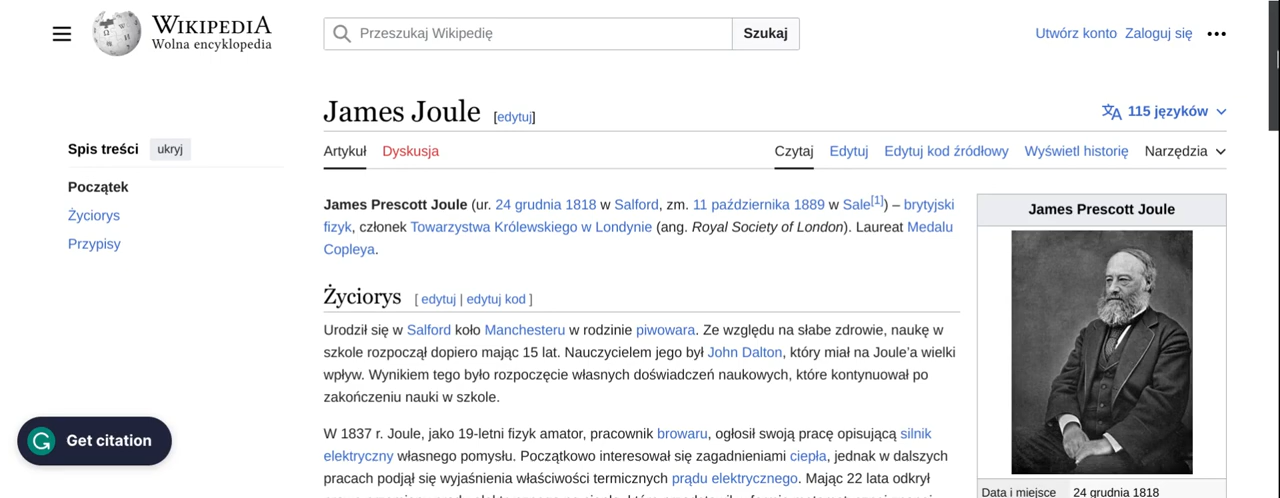 WIKIPEDIA
Wolna encyklopedia
Przeszukaj Wikipedię
Szukaj
Utwórz konto Zaloguj się
James Joule [edytuj]
115 języków
Spis treści ukryj
Początek
Życiorys
Przypisy
Artykuł Dyskusja
Czytaj Edytuj Edytuj kod źródłowy Wyświetl historię Narzędzia
James Prescott Joule (ur. 24 grudnia 1818 w Salford, zm. 11 października 1889 w Sale[1]) – brytyjski
fizyk, członek Towarzystwa Królewskiego w Londynie (ang. Royal Society of London). Laureat Medalu
Copleya.
Życiorys [ edytuj | edytuj kod ]
Urodził się w Salford koło Manchesteru w rodzinie piwowara. Ze względu na słabe zdrowie, naukę w
szkole rozpoczął dopiero mając 15 lat. Nauczycielem jego był John Dalton, który miał na Joule’a wielki
wpływ. Wynikiem tego było rozpoczęcie własnych doświadczeń naukowych, które kontynuował po
zakończeniu nauki w szkole.
W 1837 r. Joule, jako 19-letni fizyk amator, pracownik browaru, ogłosił swoją pracę opisującą silnik
elektryczny własnego pomysłu. Początkowo interesował się zagadnieniami ciepła, jednak w dalszych
pracach podjął się wyjaśnienia właściwości termicznych prądu elektrycznego. Mając 22 lata odkrył
James Prescott Joule
Data i miejsce 24 grudnia 1818
Get citation